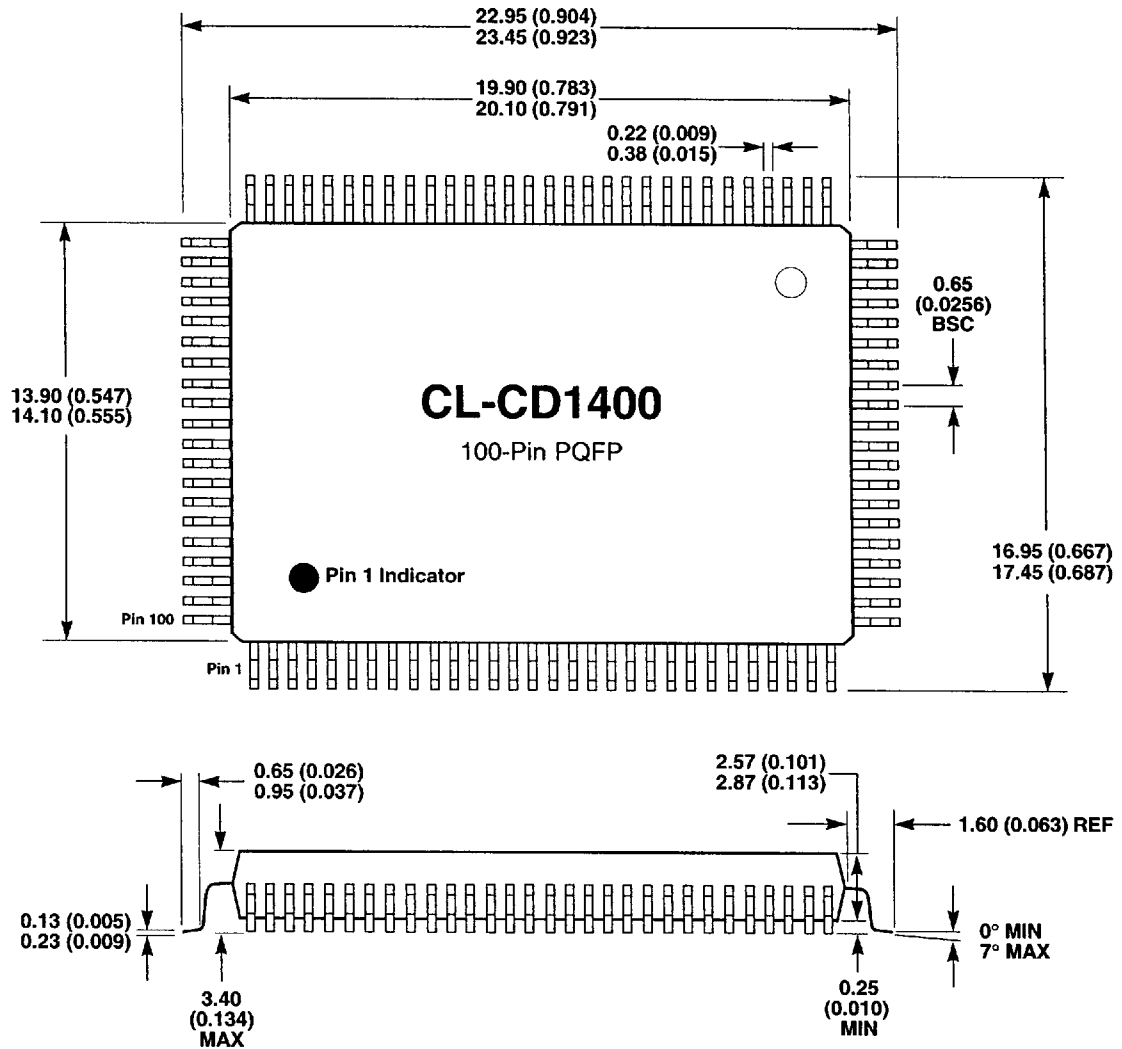 22.95 (0.904)
23.45 (0.923)
19.90 (0.783)
20.10 (0.791)
0.22 (0.009)
0.38 (0.015)
0.65
(0.0256)
BSC
13.90 (0.547)
14.10 (0.555)
CL-CD1400
100-Pin PQFP
16.95 (0.667)
17.45 (0.687)
Pin 1 Indicator
Pin 100
Pin 1
0.65 (0.026)
0.95 (0.037)
2.57 (0.101)
2.87 (0.113)
1.60 (0.063) REF
0.13 (0.005)
0.23 (0.009)
0° MIN
7° MAX
3.40
(0.134)
MAX
0.25
(0.010)
MIN